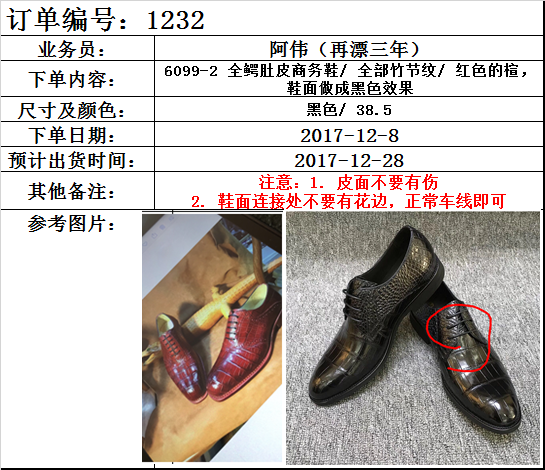 订单编号：1232
业务员： 阿伟（再漂三年）
下单内容： 6099-2 全鳄肚皮商务鞋/ 全部竹节纹/ 红色的楦，
鞋面做成黑色效果
尺寸及颜色： 黑色/ 38.5
下单日期： 2017-12-8
预计出货时间： 2017-12-28
其他备注： 注意：1. 皮面不要有伤
2. 鞋面连接处不要有花边，正常车线即可
参考图片：